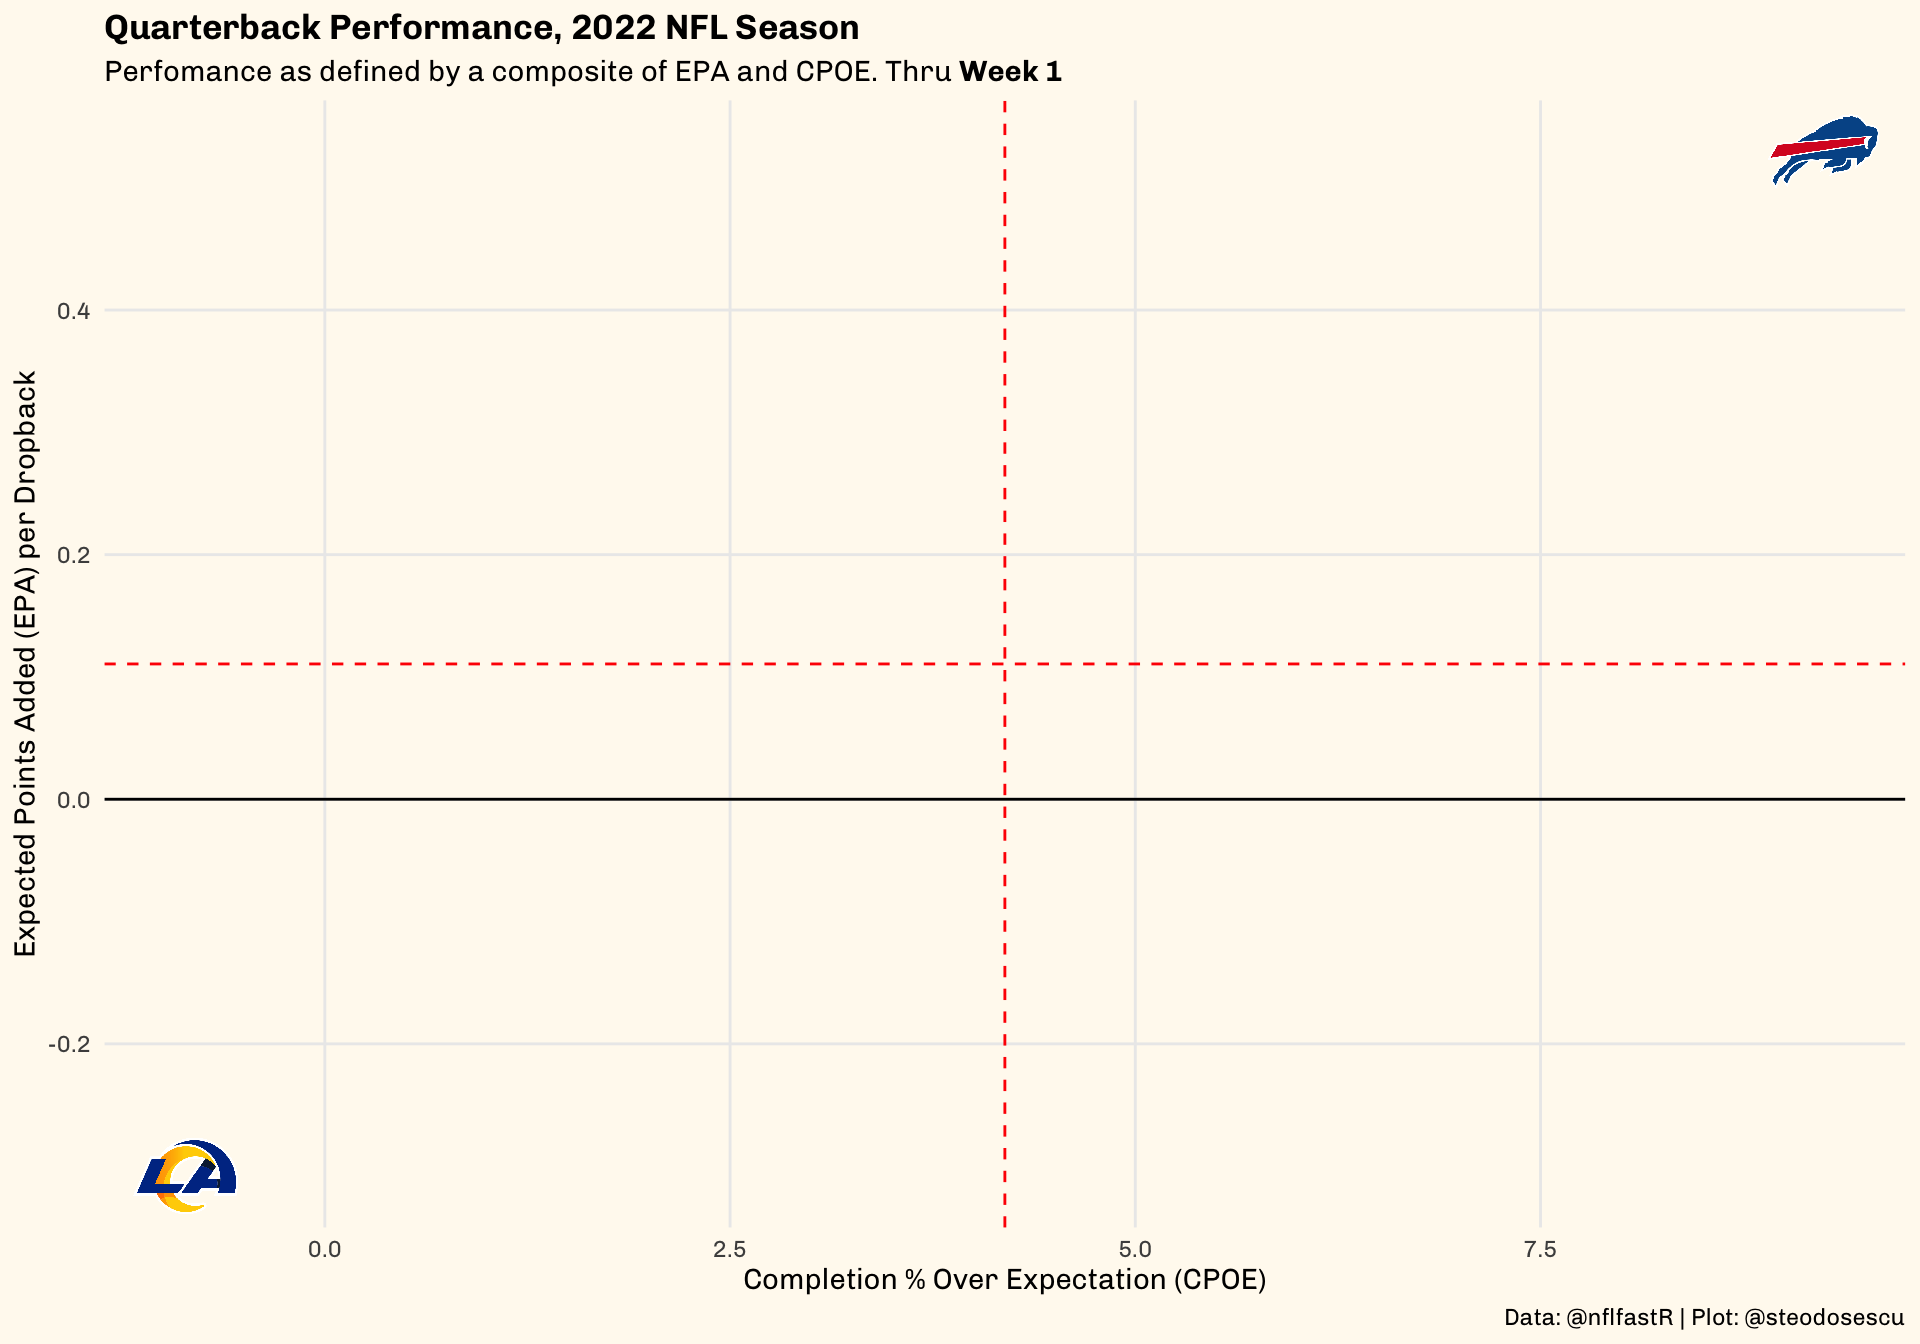 Quarterback Performance, 2022 NFL Season
Perfomance as defined by a composite of EPA and CPOE. Thru Week 1
Expected Points Added (EPA) per Dropback
0.4
0.2
0.0
-0.2
LA
0.0 2.5 5.0 7.5
Completion % Over Expectation (CPOE)
Data: @nflfastR | Plot: @steodosescu